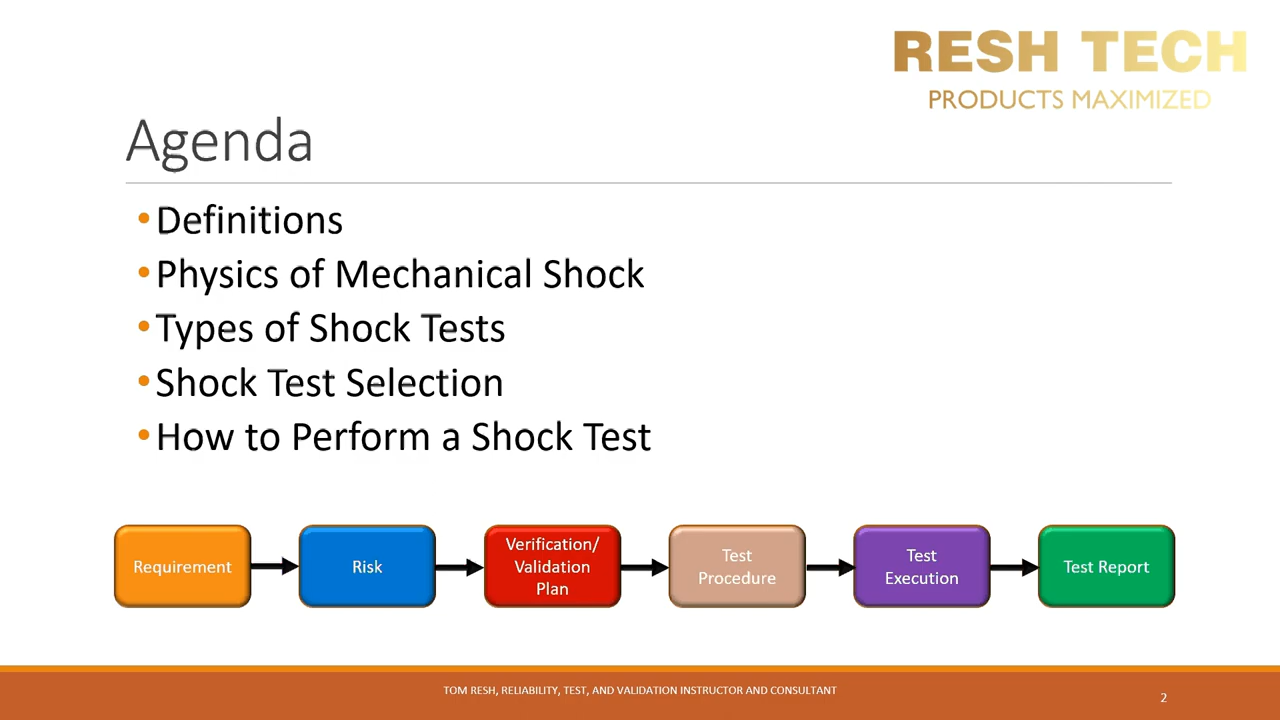 RESH TECH
PRODUCTS MAXIMIZED
Agenda
•Definitions
•Physics of Mechanical Shock
•Types of Shock Tests
•Shock Test Selection
•How to Perform a Shock Test
Requirement
Risk
Verification/
Validation
Plan
Test
Procedure
Test
Execution
Test Report
TOM RESH, RELIABILITY, TEST, AND VALIDATION INSTRUCTOR AND CONSULTANT
2